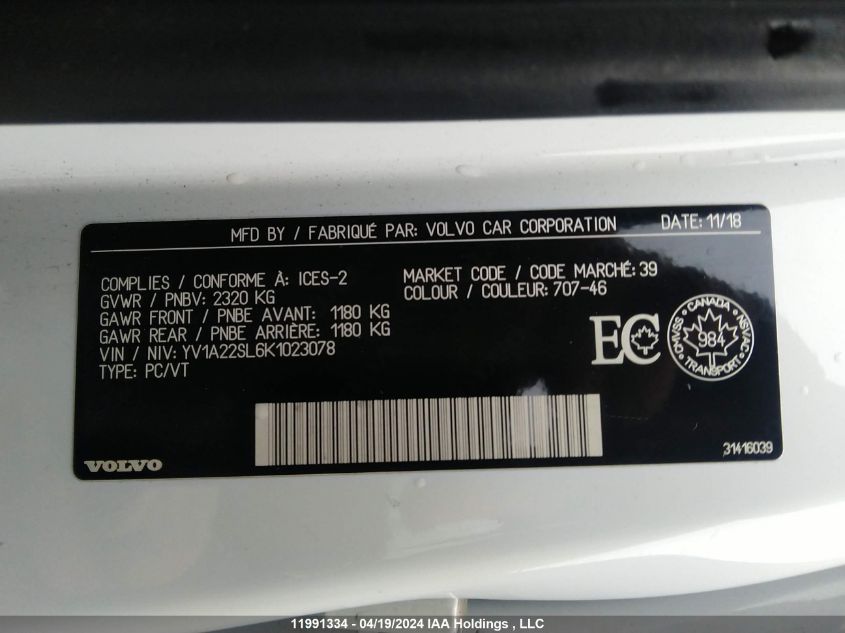 MFD BY / FABRIQUÉ PAR: VOLVO CAR CORPORATION DATE: 11/18
COMPLIES / CONFORME À: ICES-2
GVWR / PNBV: 2320 KG
GAWR FRONT / PNBE AVANT: 1180 KG
GAWR REAR / PNBE ARRIÈRE: 1180 KG
VIN / NIV: YV1A22SL6K1023078
TYPE: PC/VT
MARKET CODE / CODE MARCHÉ: 39
COLOUR / COULEUR: 707-46
EC
CANADA
CMVSS NSVAC
984
TRANSPORT
VOLVO
31416039
11991334 - 04/19/2024 IAA Holdings , LLC